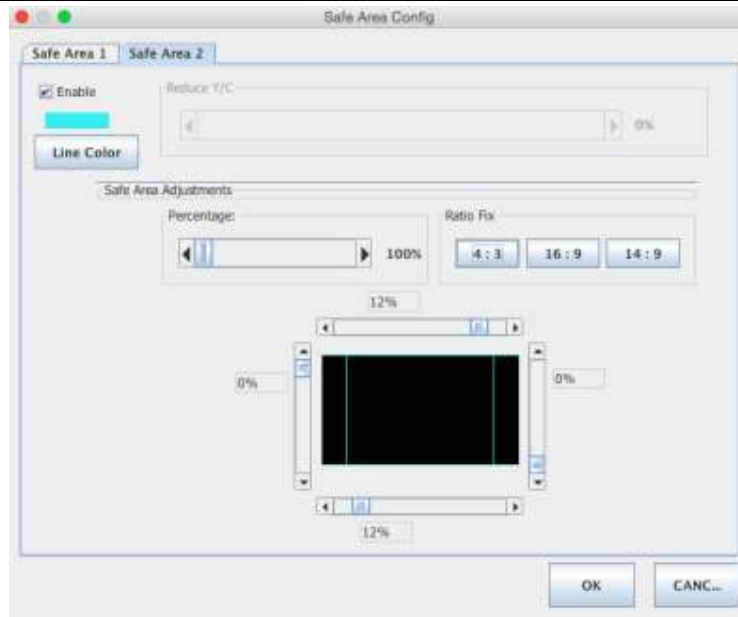 Safe Area Config
Safe Area 1 Safe Area 2
Enable
Reduce Y/C
0%
Line Color
Safe Area Adjustments
Percentage:
100%
Ratio Fix
4 : 3 16 : 9 14 : 9
12%
0%
0%
12%
OK CANC...